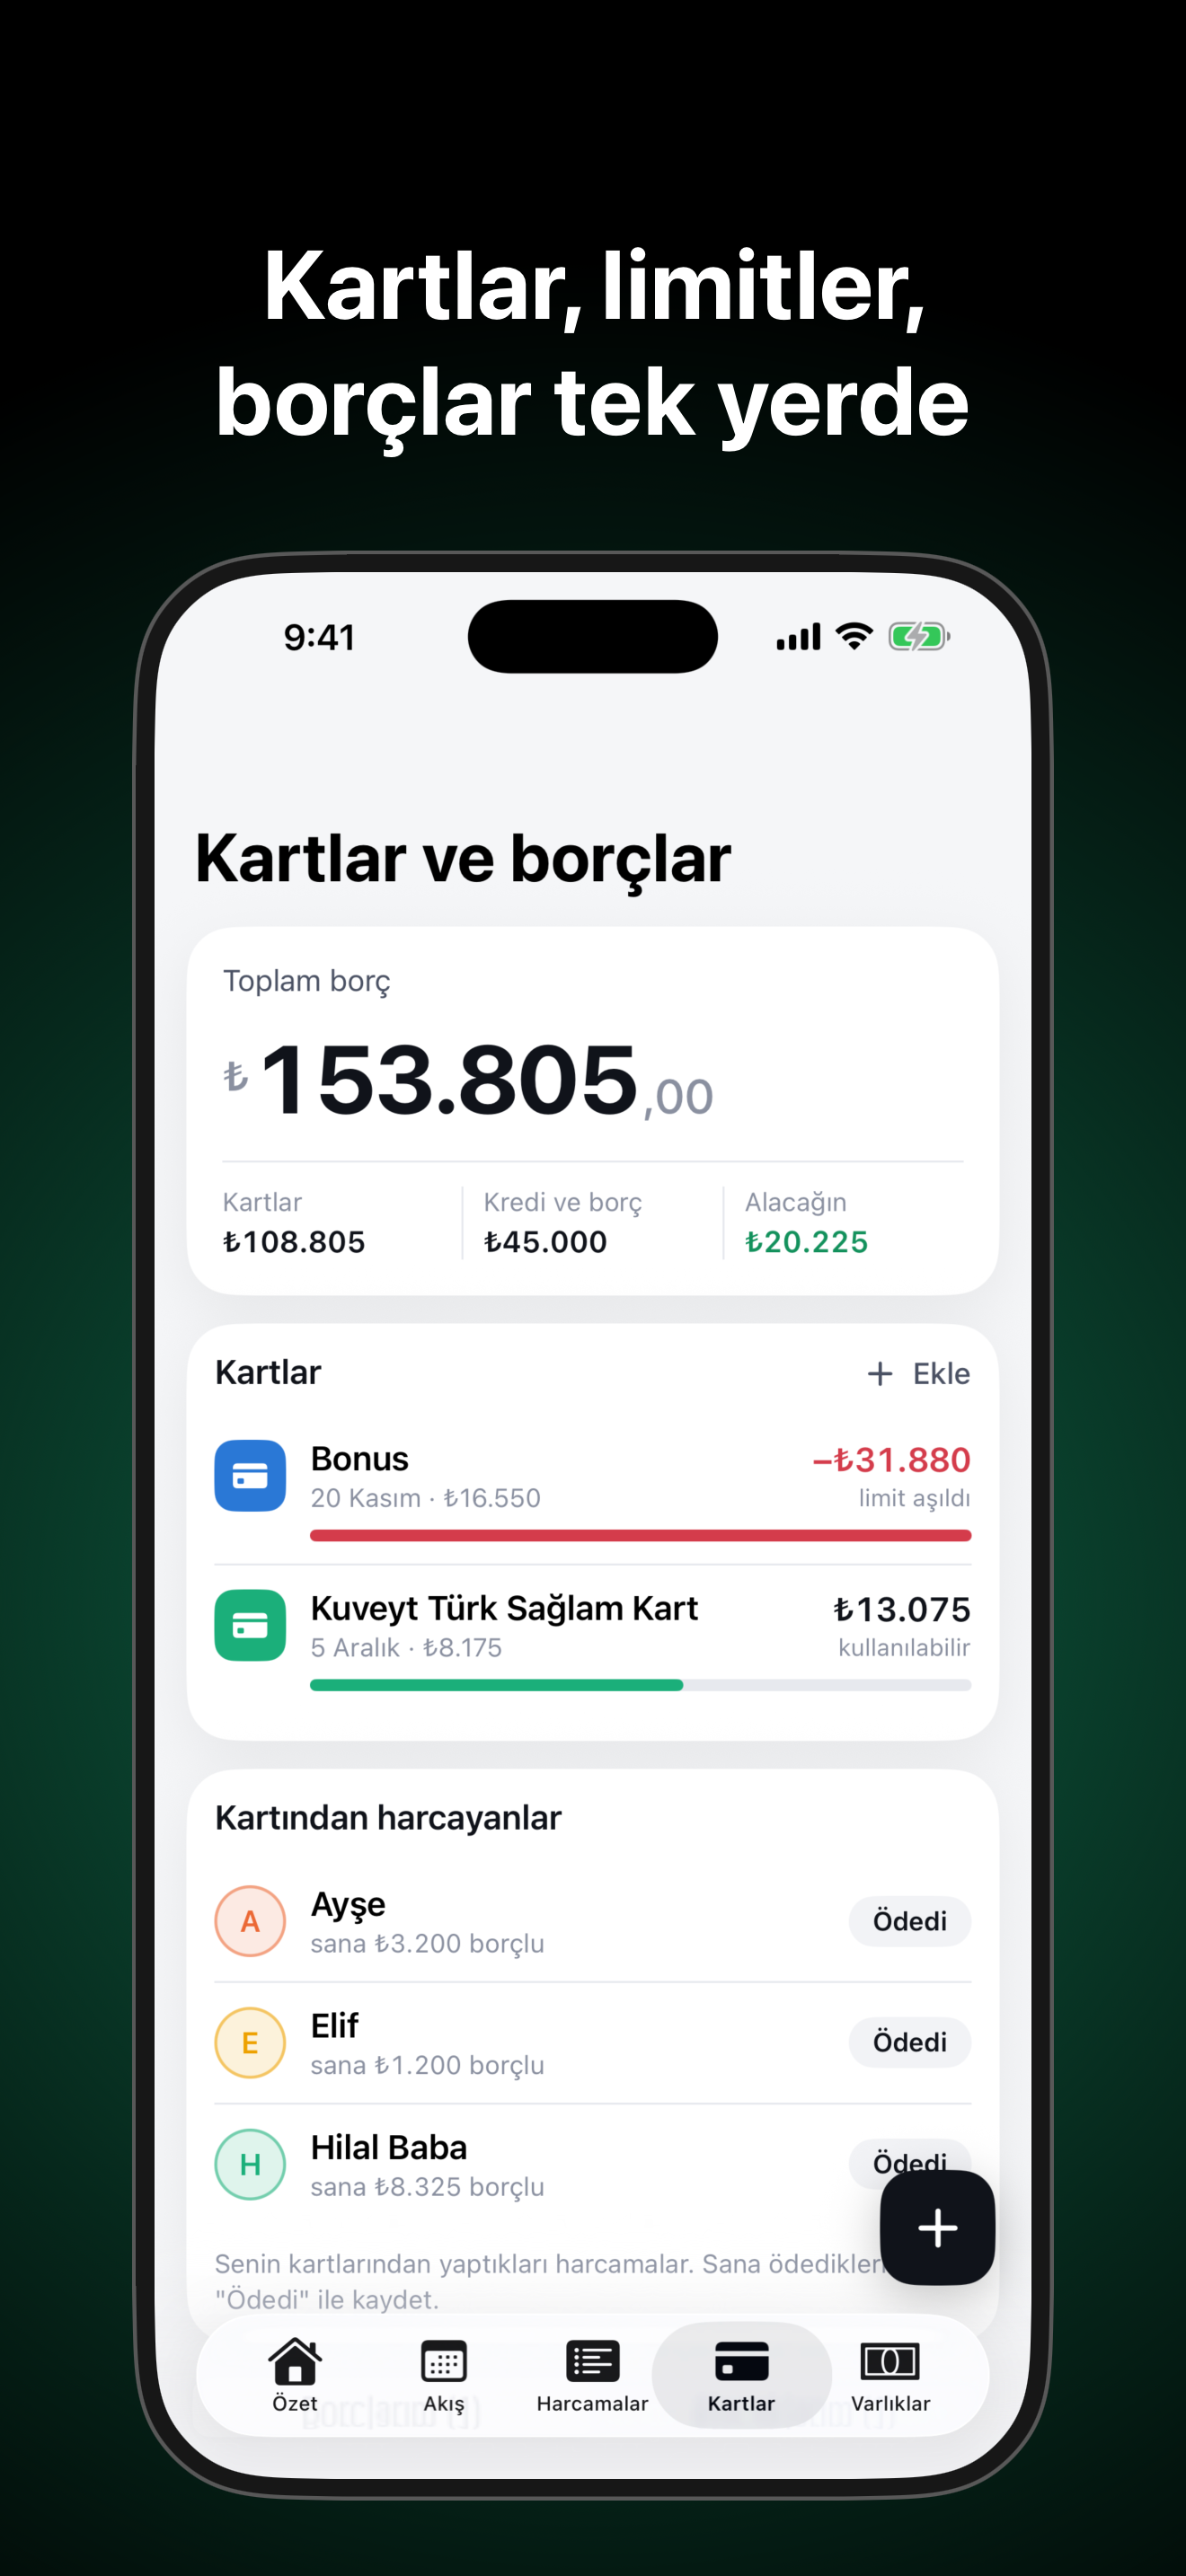 Kartlar, limitler,
borçlar tek yerde
9:41
Kartlar ve borçlar
Toplam borç
₺153.805,00
Kartlar
₺108.805
Kredi ve borç
₺45.000
Alacağın
₺20.225
Kartlar
+ Ekle
Bonus
–₺31.880
20 Kasım · ₺16.550
limit aşıldı
Kuveyt Türk Sağlam Kart
₺13.075
5 Aralık · ₺8.175
kullanılabilir
Kartından harcayanlar
A
Ayşe
sana ₺3.200 borçlu
Ödedi
E
Elif
sana ₺1.200 borçlu
Ödedi
H
Hilal Baba
sana ₺8.325 borçlu
Ödedi
Senin kartlarından yaptıkları harcamalar. Sana
"Ödedi" ile kaydet.
Özet
Akış
Harcamalar
Kartlar
Varlıklar